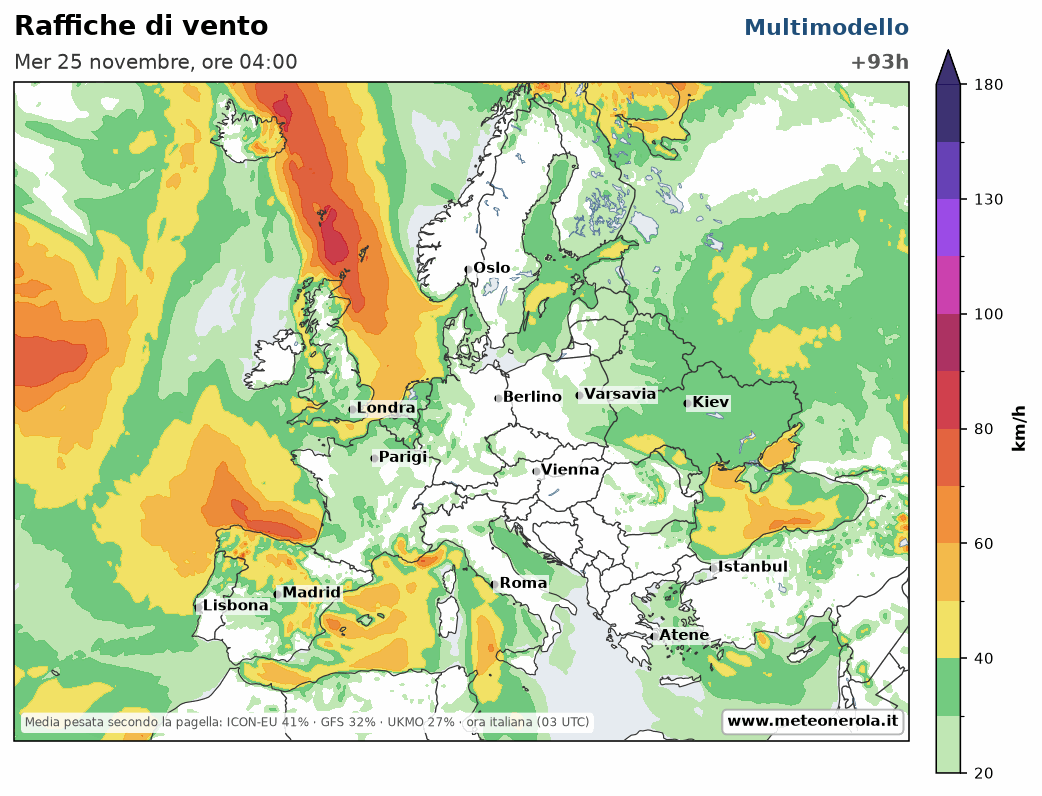 Raffiche di vento
Multimodello
Mer 25 novembre, ore 04:00
+93h
180
130
100
80
60
40
20
km/h
Oslo
Berlino
Varsavia
Kiev
Londra
Parigi
Vienna
Istanbul
Roma
Madrid
Lisbona
Atene
Media pesata secondo la pagella: ICON-EU 41% · GFS 32% · UKMO 27% · ora italiana (03 UTC)
www.meteonerola.it